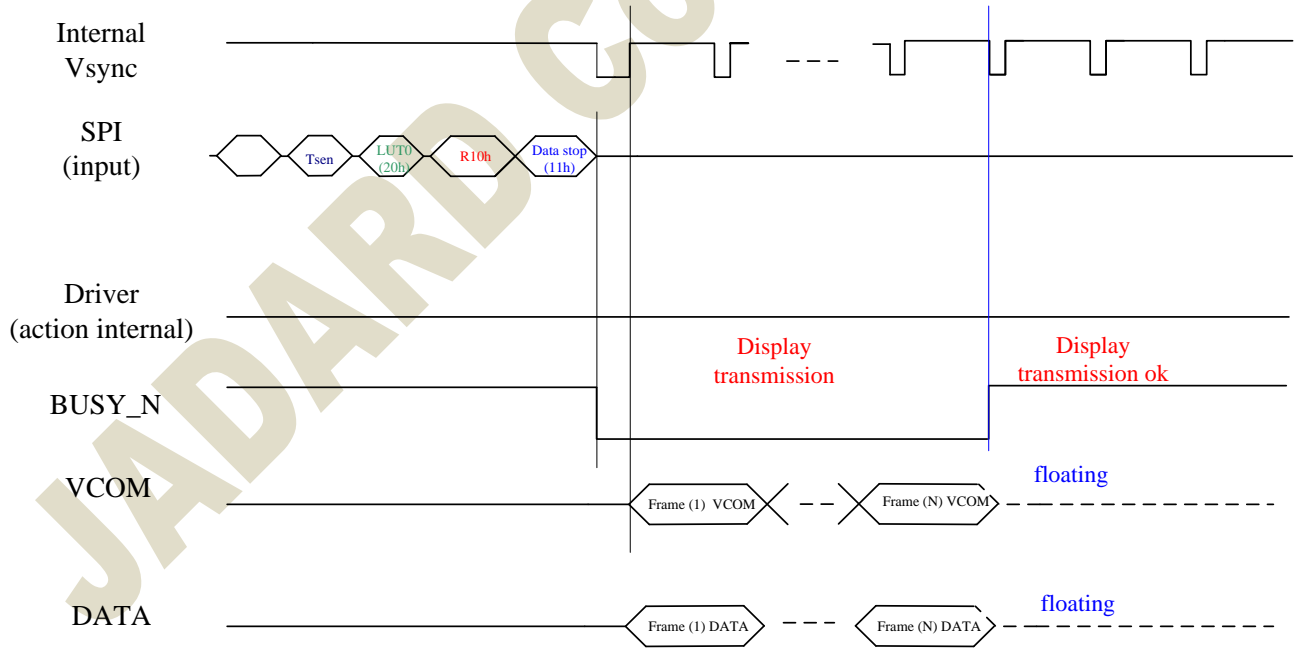 Internal
Vsync
SPI
(input)
Tsen
LUT0
(20h)
R10h
Data stop
(11h)
Driver
(action internal)
Display
transmission
Display
transmission ok
BUSY_N
VCOM
Frame (1) VCOM
Frame (N) VCOM
floating
DATA
Frame (1) DATA
Frame (N) DATA
floating
JADARD Co